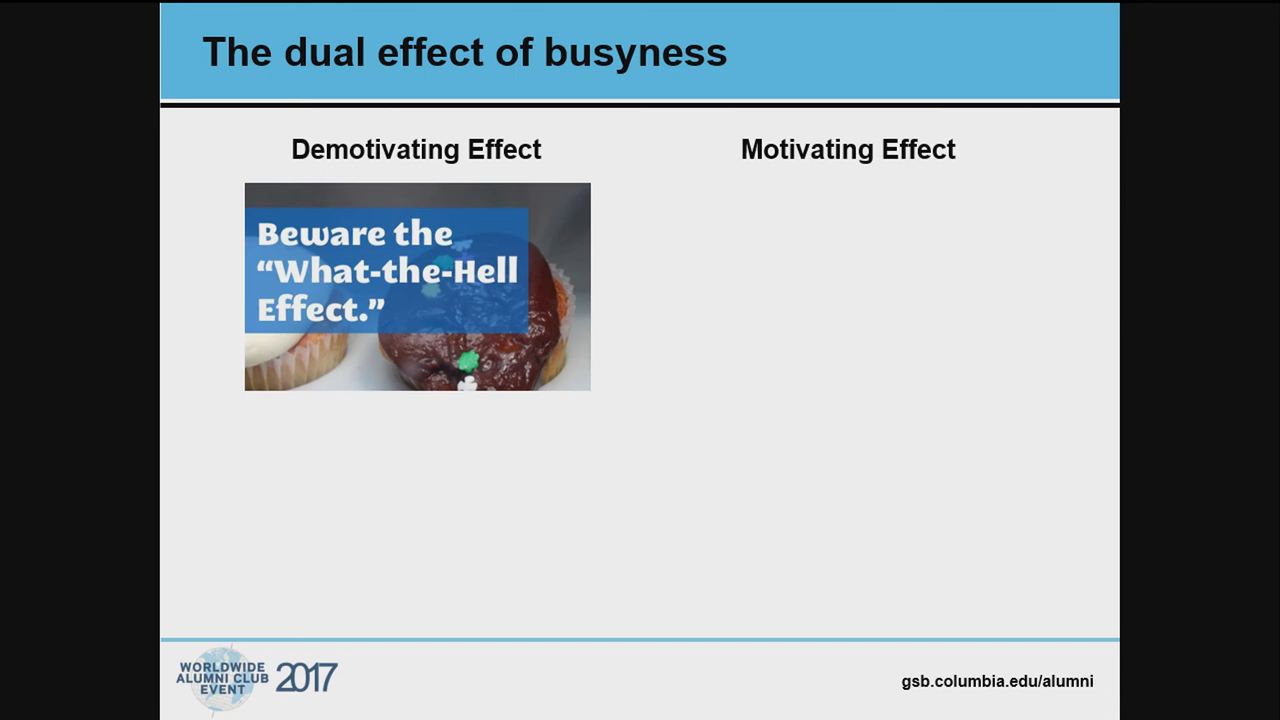 The dual effect of busyness
Demotivating Effect
Motivating Effect
Beware the
“What-the-Hell
Effect.”
WORLDWIDE
ALUMNI CLUB
EVENT
2017
gsb.columbia.edu/alumni